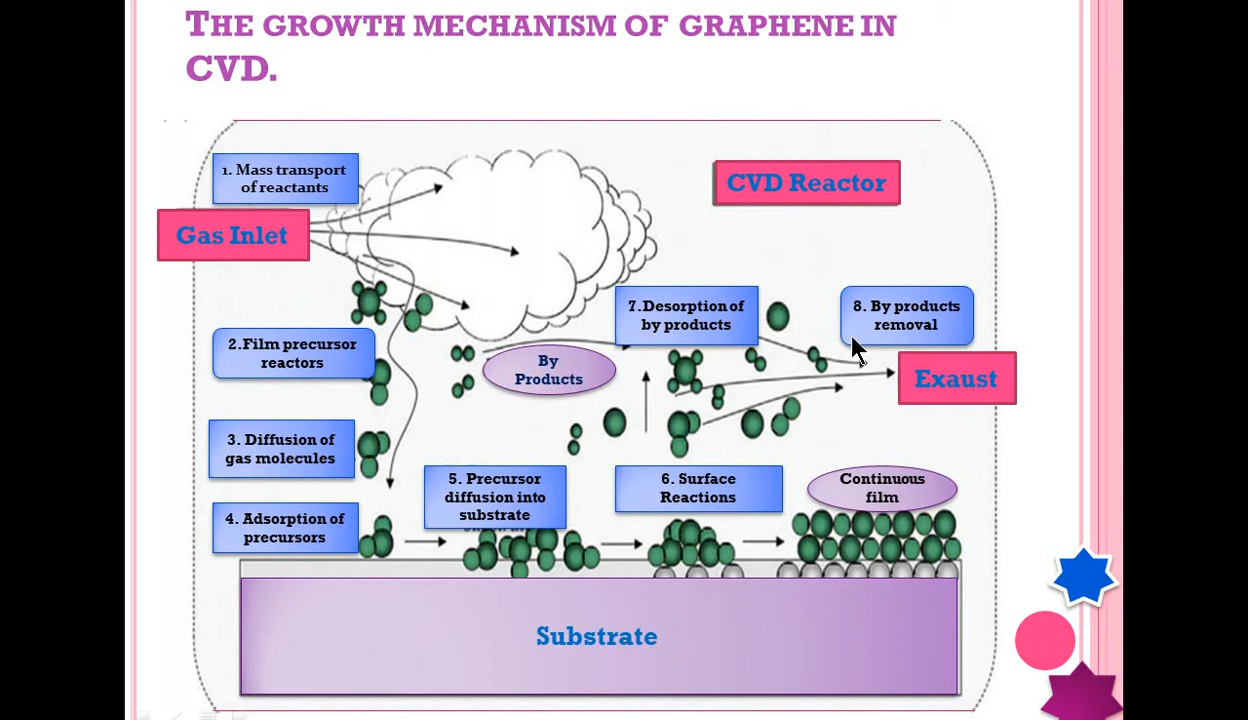 THE GROWTH MECHANISM OF GRAPHENE IN
CVD.
1. Mass transport
of reactants
CVD Reactor
Gas Inlet
7.Desorption of
by products
8. By products
removal
2.Film precursor
reactors
By
Products
Exaust
3. Diffusion of
gas molecules
5. Precursor
diffusion into
substrate
6. Surface
Reactions
Continuous
film
4. Adsorption of
precursors
Substrate